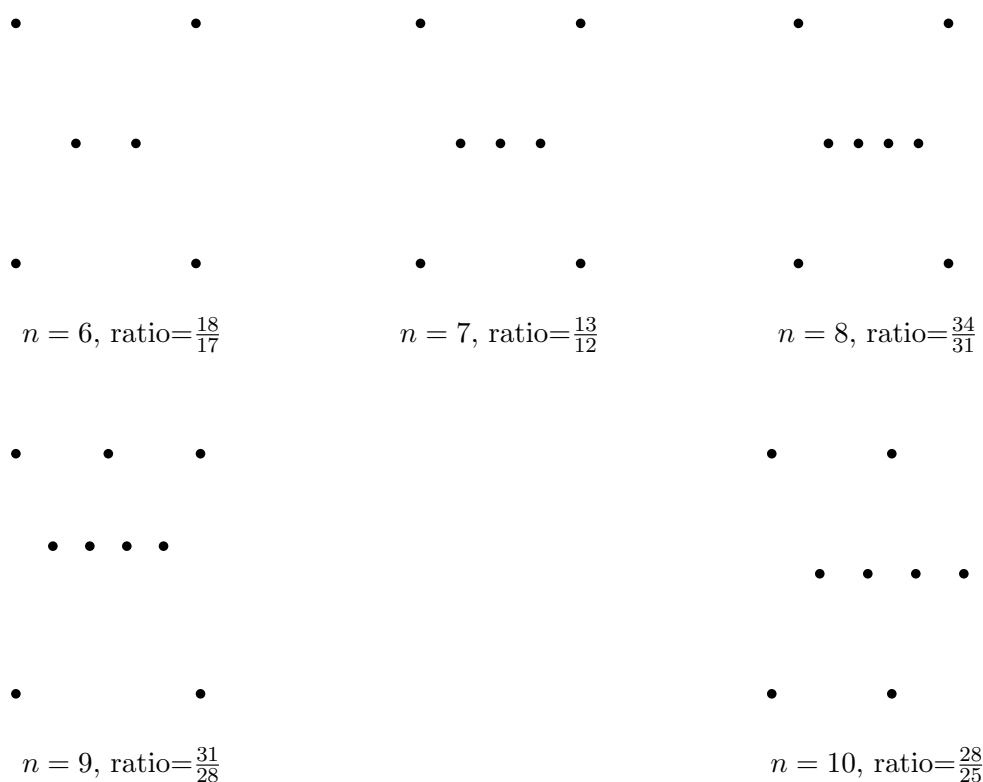 n = 6, ratio=18/17
n = 7, ratio=13/12
n = 8, ratio=34/31
n = 9, ratio=31/28
n = 10, ratio=28/25